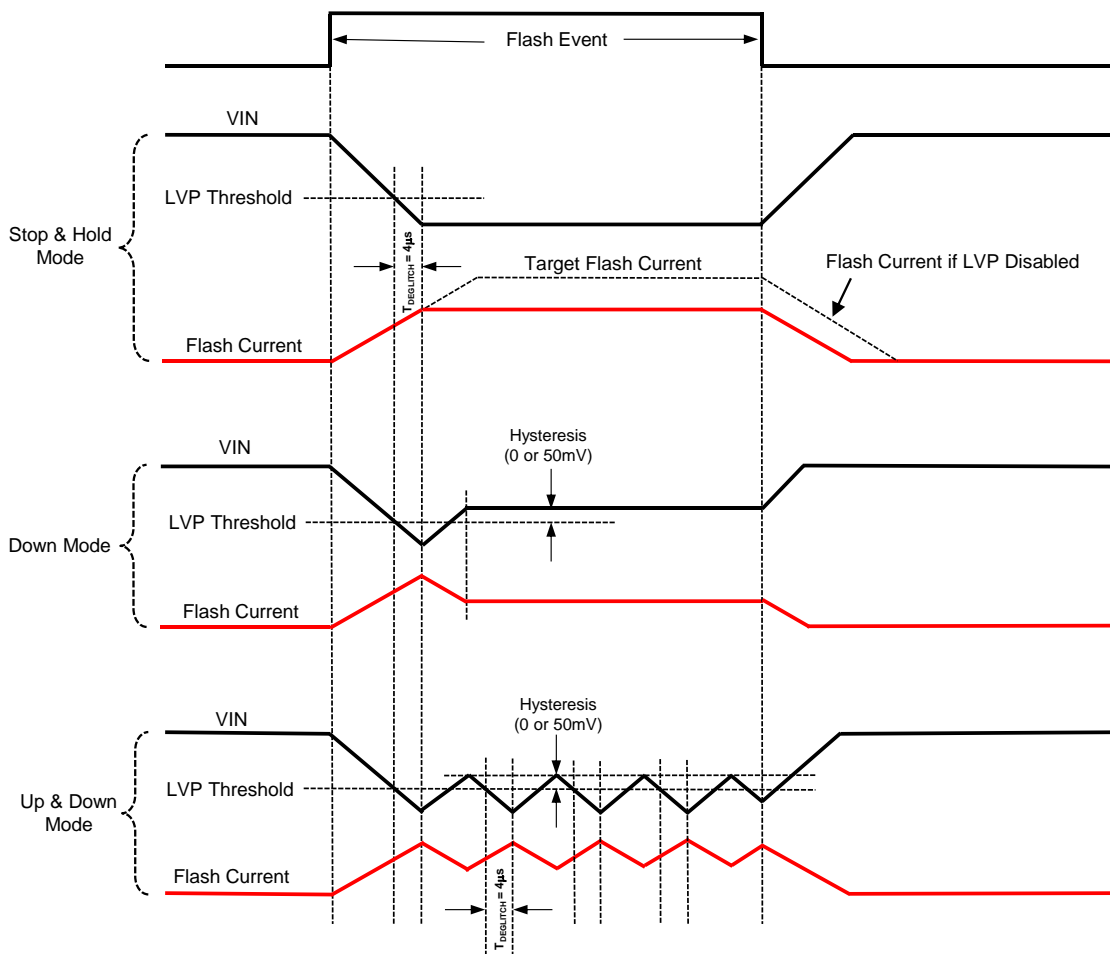 Flash Event
VIN
LVP Threshold
Stop & Hold
Mode
TDEGLITCH = 4µs
Target Flash Current
Flash Current if LVP Disabled
Flash Current
VIN
Hysteresis
(0 or 50mV)
LVP Threshold
Down Mode
Flash Current
VIN
Hysteresis
(0 or 50mV)
LVP Threshold
Up & Down
Mode
Flash Current
TDEGLITCH = 4µs